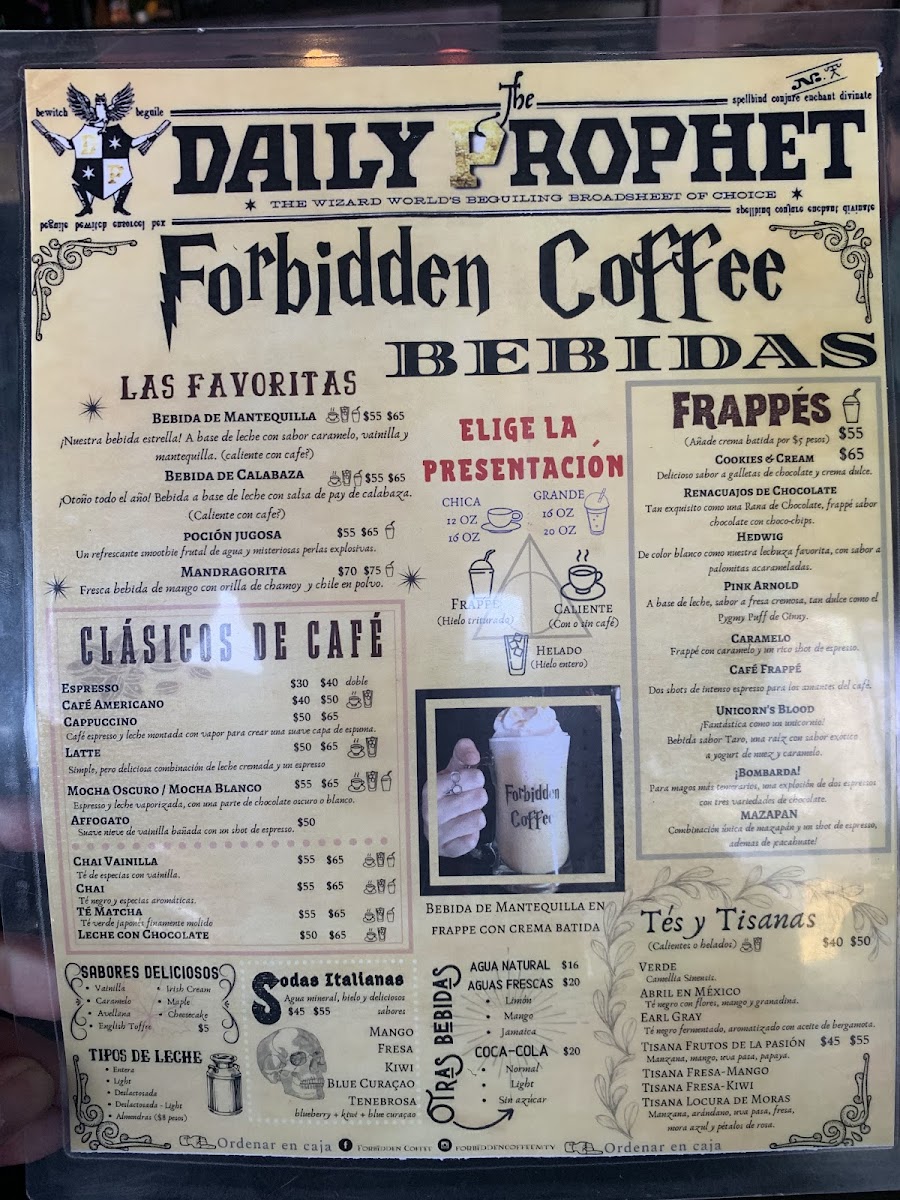 bewitch beguile
spellbind conjure enchant divinate
The
DAILY PROPHET
THE WIZARD WORLD'S BEGUILING BROADSHEET OF CHOICE
Forbidden Coffee
BEBIDAS
LAS FAVORITAS
BEBIDA DE MANTEQUILLA $55 $65
¡Nuestra bebida estrella! A base de leche con sabor caramelo, vainilla y
mantequilla. (caliente con cafe?)
BEBIDA DE CALABAZA $55 $65
¡Otoño todo el año! Bebida a base de leche con salsa de pay de calabaza.
(Caliente con cafe?)
POCIÓN JUGOSA $55 $65
Un refrescante smoothie frutal de agua y misteriosas perlas explosivas.
MANDRAGORITA $70 $75
Fresca bebida de mango con orilla de chamoy y chile en polvo.
CLÁSICOS DE CAFÉ
ESPRESSO $30 $40 doble
CAFÉ AMERICANO $40 $50
CAPPUCCINO $50 $65
Café espresso y leche montada con vapor para crear una suave capa de espuma.
LATTE $50 $65
Simple, pero deliciosa combinación de leche cremada y un espresso
MOCHA OSCURO / MOCHA BLANCO $55 $65
Espresso y leche vaporizada, con una parte de chocolate oscuro o blanco.
AFFOGATO $50
Suave nieve de vainilla bañada con un shot de espresso.
CHAI VAINILLA $55 $65
Té de especias con vainilla.
CHAI $55 $65
Té negro y especias aromáticas.
TÉ MATCHA $55 $65
Té verde japonés finamente molido
LECHE CON CHOCOLATE $50 $65
SABORES DELICIOSOS
• Vainilla
• Caramelo
• Avellana
• English Toffee
• Irish Cream
• Maple
• Cheesecake
$5
TIPOS DE LECHE
• Entera
• Light
• Deslactosada
• Deslactosada - Light
• Almendras ($8 pesos)
Sodas Italianas
Agua mineral, hielo y deliciosos
sabores
$45 $55
MANGO
FRESA
KIWI
BLUE CURAÇAO
TENEBROSA
blueberry + kiwi + blue curaçao
ELIGE LA
PRESENTACIÓN
CHICA
12 OZ
16 OZ
GRANDE
16 OZ
20 OZ
FRAPPÉ
(Hielo triturado)
CALIENTE
(Con o sin café)
HELADO
(Hielo entero)
Forbidden
Coffee
BEBIDA DE MANTEQUILLA EN
FRAPPE CON CREMA BATIDA
OTRAS BEBIDAS
AGUA NATURAL $16
AGUAS FRESCAS $20
• Limón
• Mango
• Jamaica
COCA-COLA $20
• Normal
• Light
• Sin azúcar
FRAPPÉS
(Añade crema batida por $5 pesos) $55
$65
COOKIES & CREAM
Delicioso sabor a galletas de chocolate y crema dulce.
RENACUAJOS DE CHOCOLATE
Tan exquisito como una Rana de Chocolate, frappé sabor
chocolate con choco-chips.
HEDWIG
De color blanco como nuestra lechuza favorita, con sabor a
palomitas acarameladas.
PINK ARNOLD
A base de leche, sabor a fresa cremosa, tan dulce como el
Pygmy Puff de Ginny.
CARAMELO
Frappé con caramelo y un rico shot de espresso.
CAFÉ FRAPPÉ
Dos shots de intenso espresso para los amantes del café.
UNICORN'S BLOOD
¡Fantástica como un unicornio!
Bebida sabor Taro, una raíz con sabor exótico
a yogurt de nuez y caramelo.
¡BOMBARDA!
Para magos más temerarios, una explosión de dos espressos
con tres variedades de chocolate.
MAZAPAN
Combinación única de mazapán y un shot de espresso,
ademas de ¡cacahuate!
Tés y Tisanas
(Calientes o helados) $40 $50
VERDE
Camellia Sinensis.
ABRIL EN MÉXICO
Té negro con flores, mango y granadina.
EARL GRAY
Té negro fermentado, aromatizado con aceite de bergamota.
TISANA FRUTOS DE LA PASIÓN $45 $55
Manzana, mango, uva pasa, papaya.
TISANA FRESA-MANGO
TISANA FRESA-KIWI
TISANA LOCURA DE MORAS
Manzana, arándano, uva pasa, fresa,
mora azul y pétalos de rosa.
Ordenar en caja FORBIDDEN COFFEE FORBIDDENCOFFEEMTY Ordenar en caja